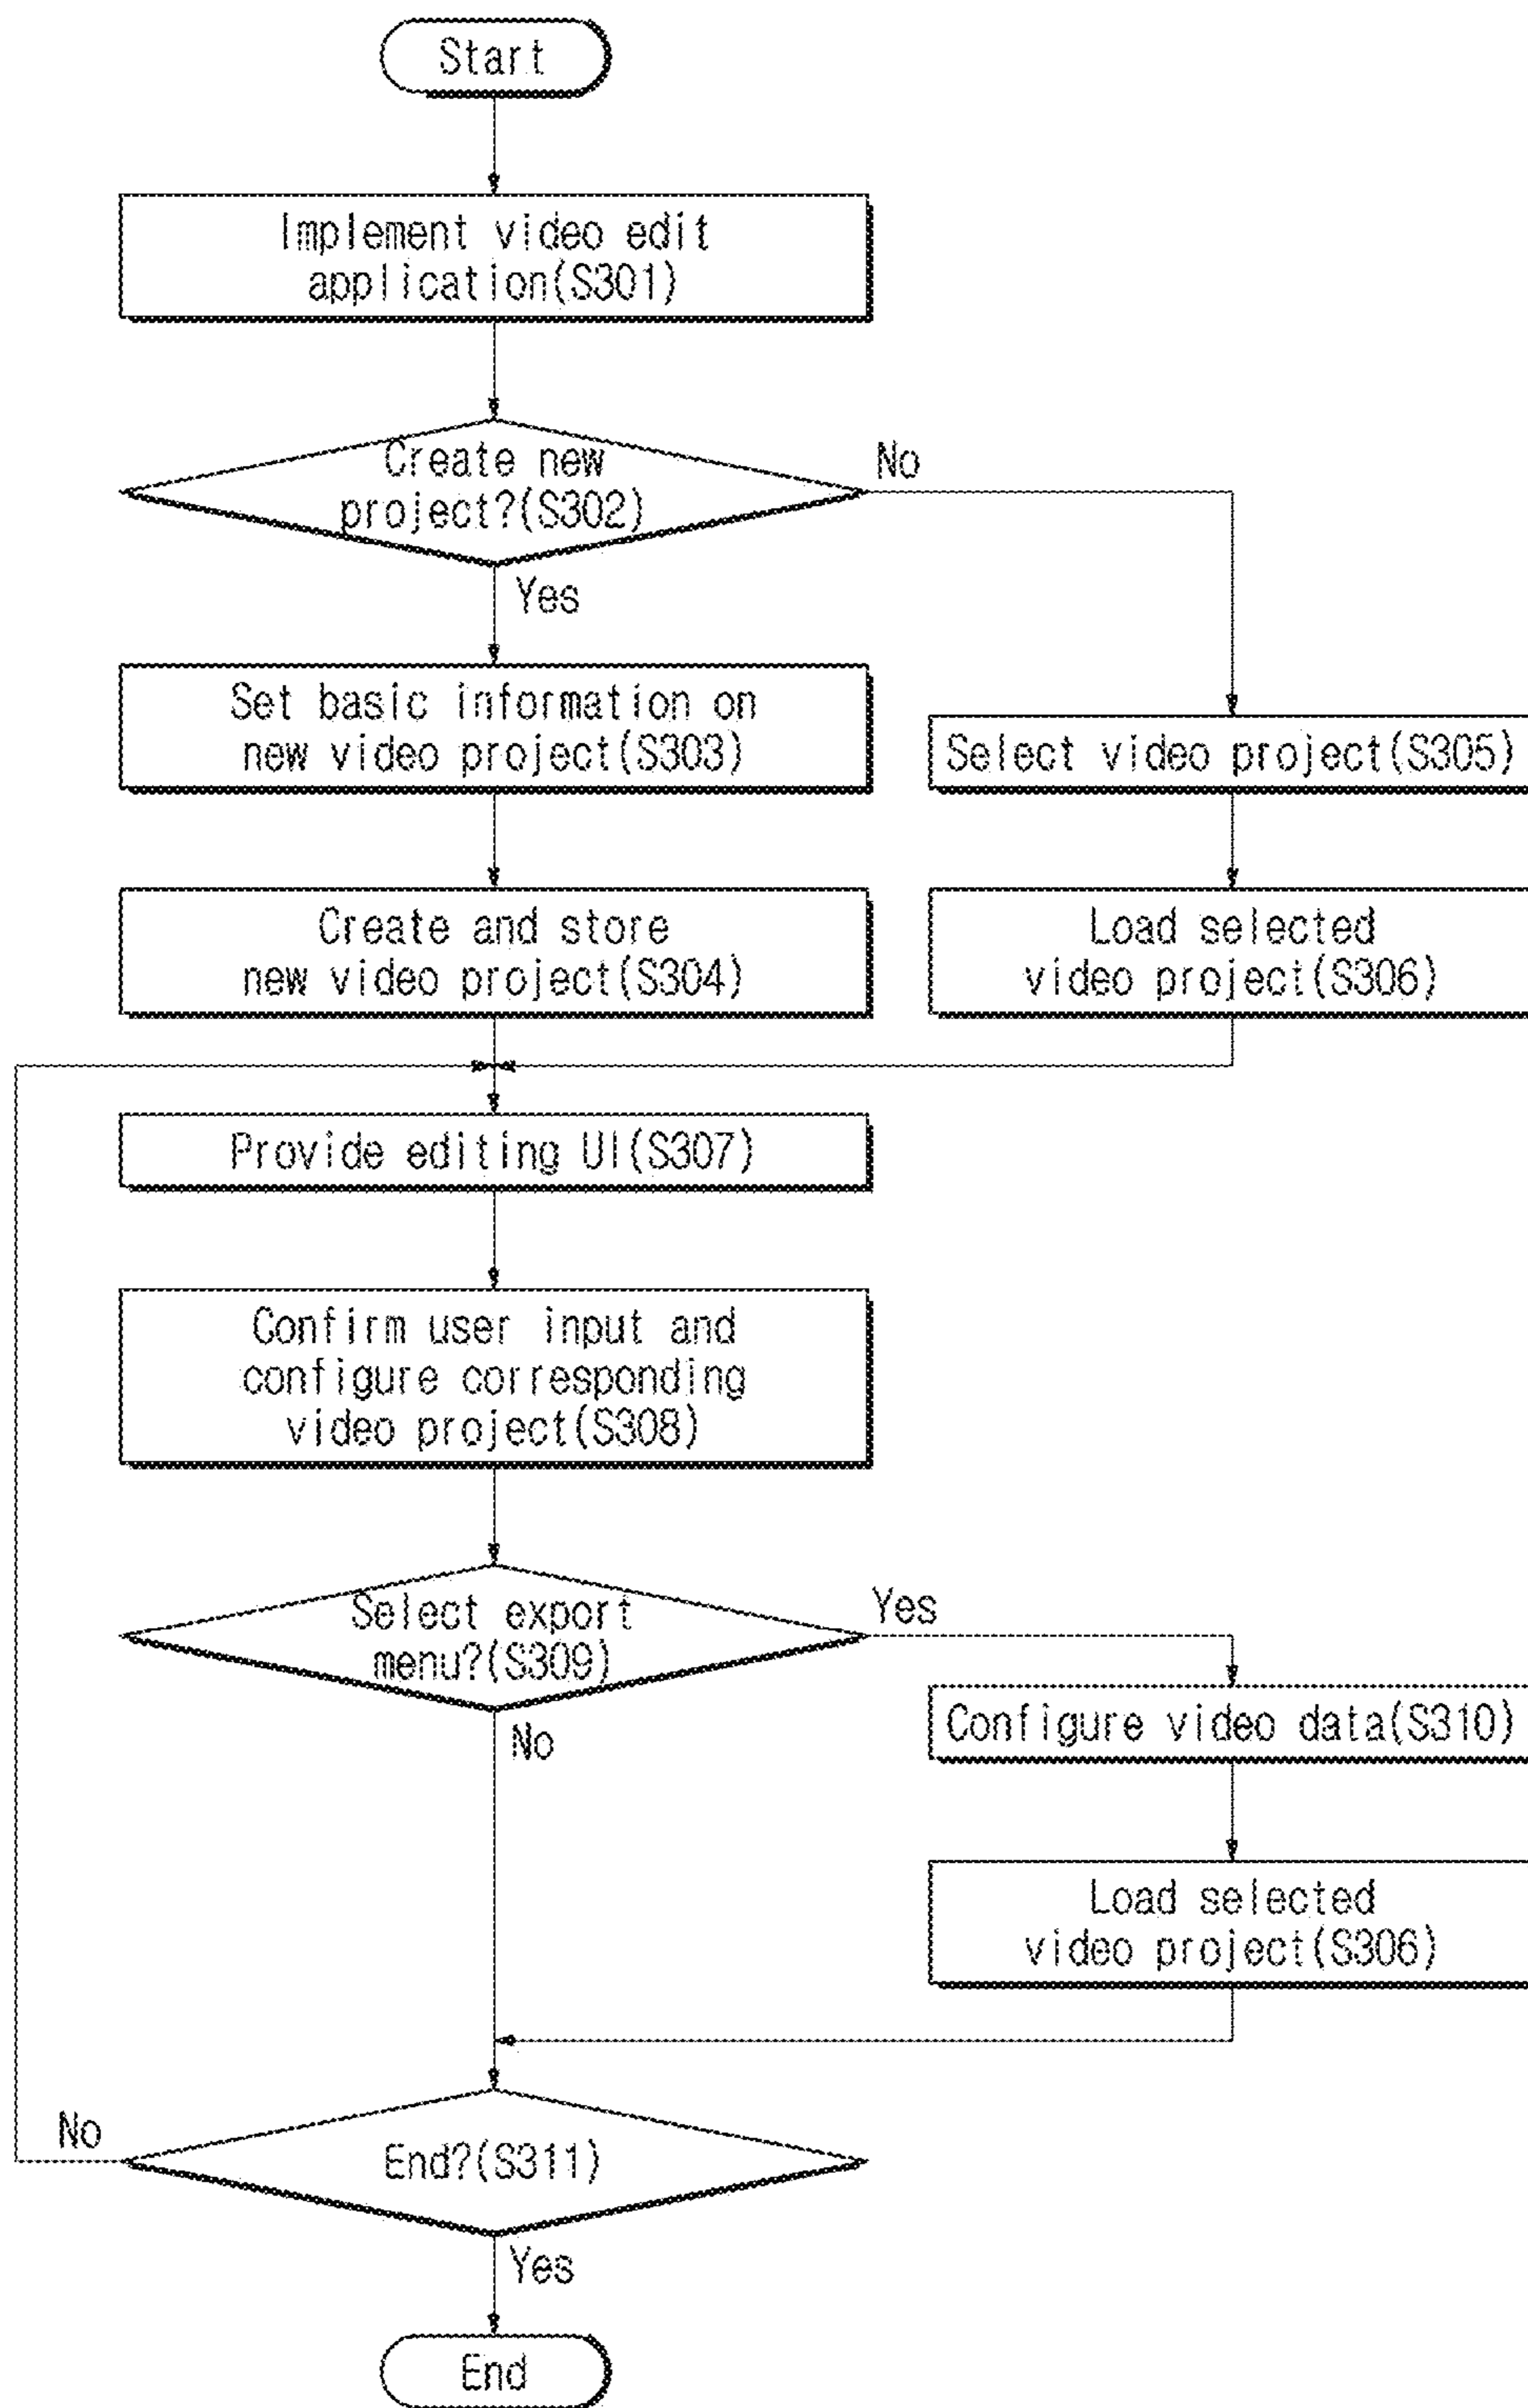 Start
Implement video edit
application(S301)
Create new
project?(S302)
No
Yes
Set basic information on
new video project(S303)
Select video project(S305)
Create and store
new video project(S304)
Load selected
video project(S306)
Provide editing UI(S307)
Confirm user input and
configure corresponding
video project(S308)
Select export
menu?(S309)
Yes
No
Configure video data(S310)
Load selected
video project(S306)
End?(S311)
No
Yes
End